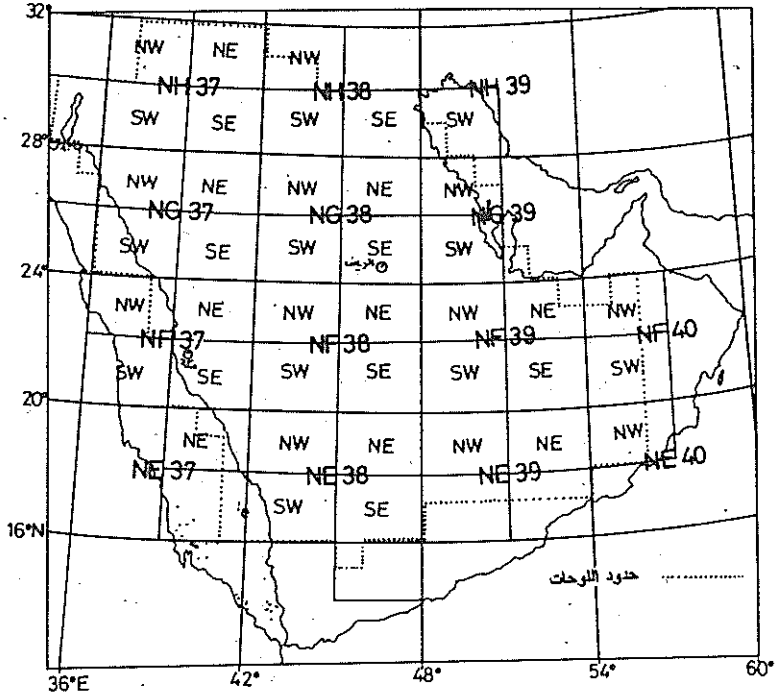 32°
NW NE NW
NH 37 NH 38 NH 39
SW SE SW SE SW
28°
NW NE NW NE NW
NG 37 NG 38 NG 39
SW SE SW SE SW
24°
NW NE NW NE NW NE NW
NF 37 NF 38 NF 39 NF 40
SW SE SW SE SW SE SW
20°
NE NW NE NW NE NW
NE 37 NE 38 NE 39 NE 40
SW SE
16°N
حدود اللوحات
36°E 42° 48° 54° 60°